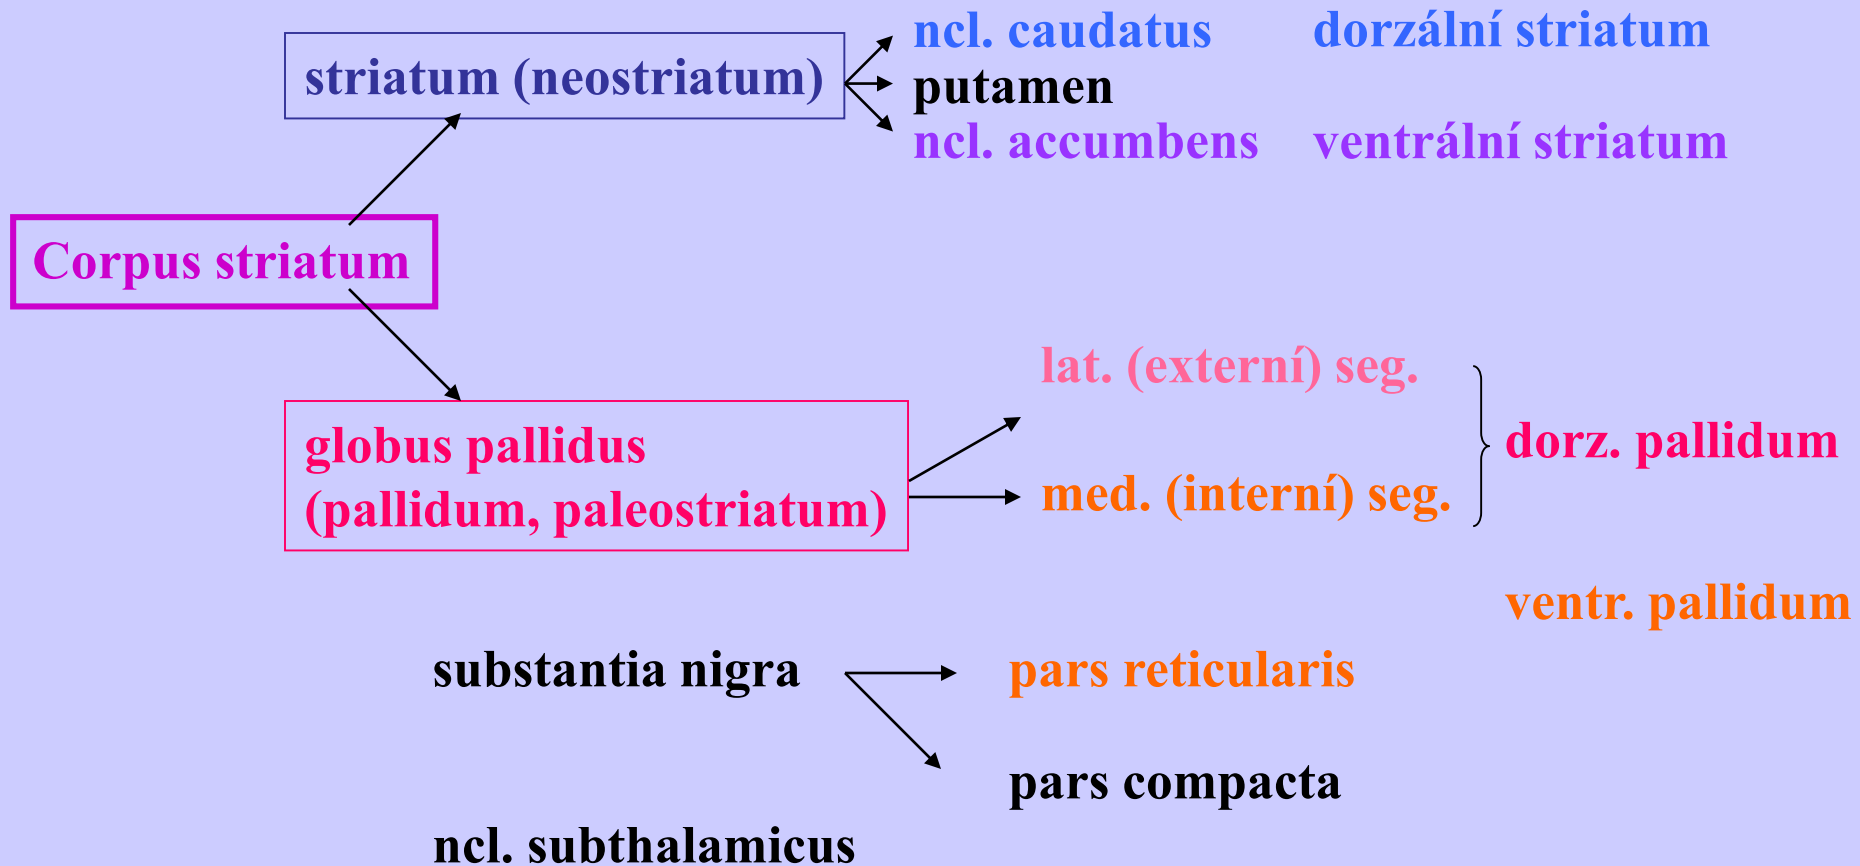 ncl. caudatus dorzální striatum
striatum (neostriatum)
putamen
ncl. accumbens ventrální striatum
Corpus striatum
lat. (externí) seg.
globus pallidus
(pallidum, paleostriatum)
med. (interní) seg.
dorz. pallidum
ventr. pallidum
substantia nigra pars reticularis
pars compacta
ncl. subthalamicus